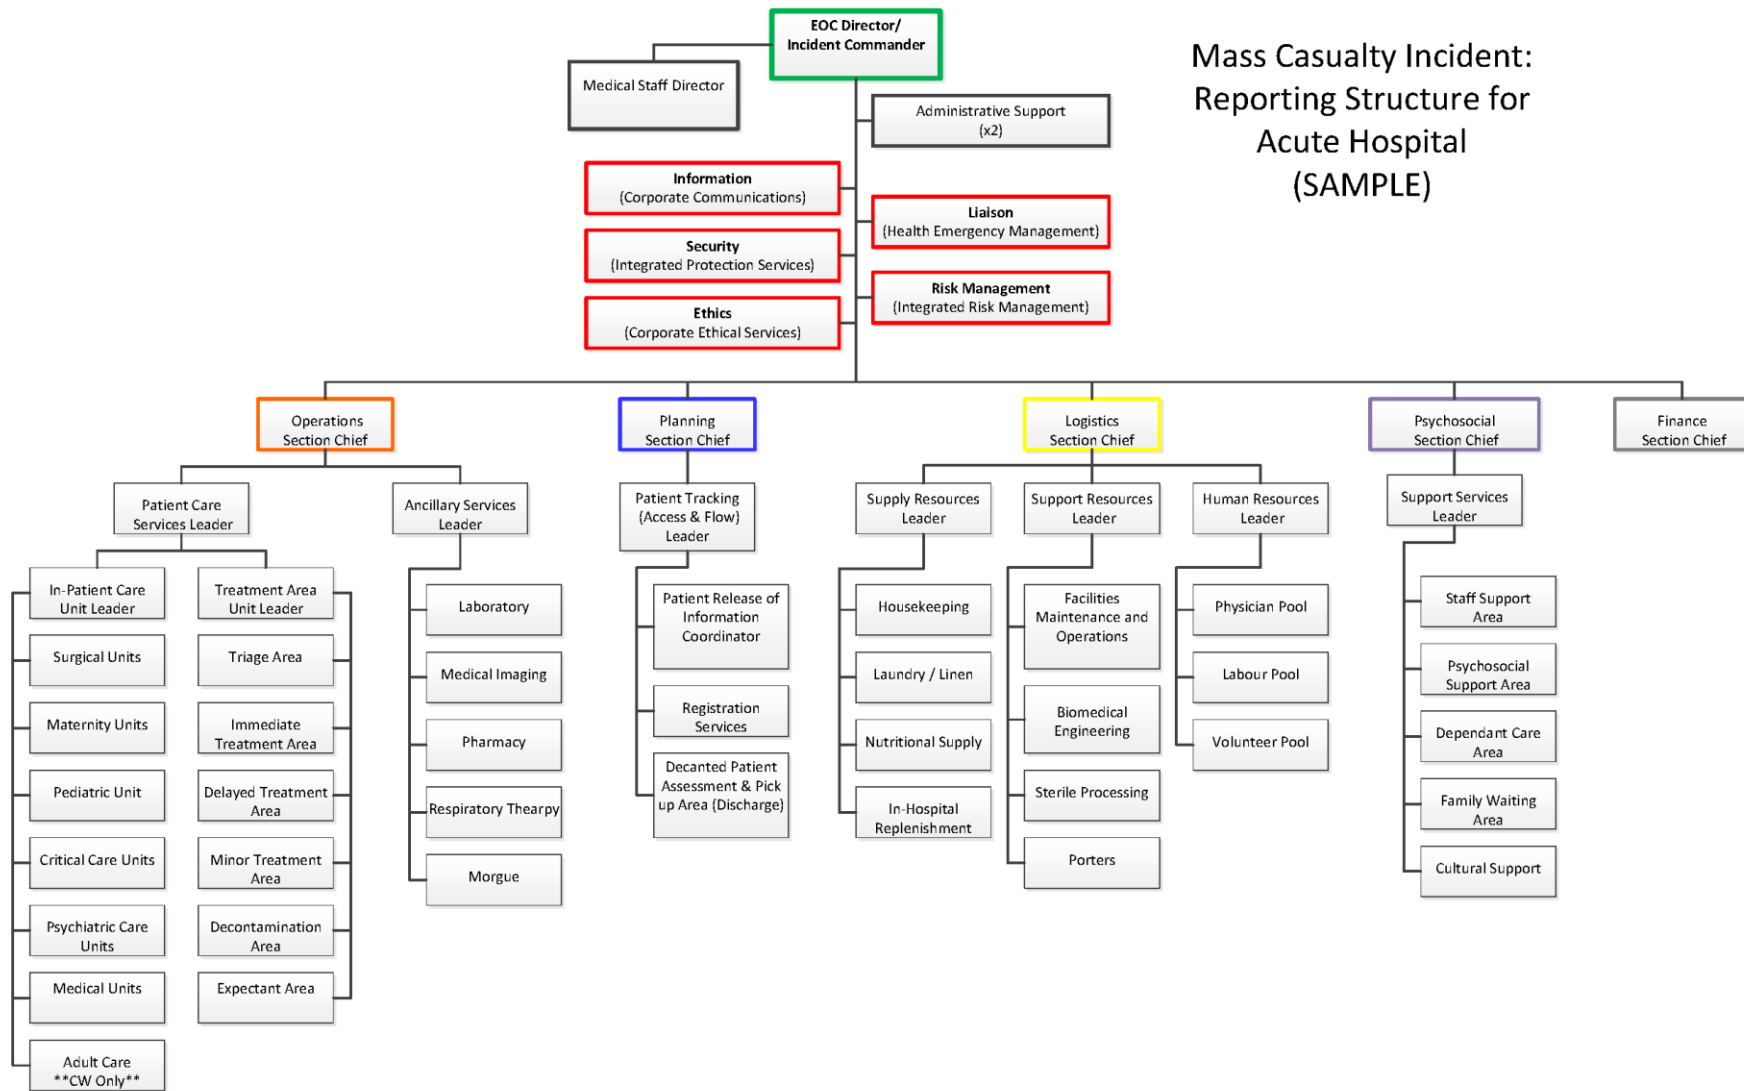 EOC Director/
Incident Commander
Mass Casualty Incident:
Reporting Structure for
Acute Hospital
(SAMPLE)
Medical Staff Director
Administrative Support
(x2)
Information
(Corporate Communications)
Liaison
(Health Emergency Management)
Security
(Integrated Protection Services)
Risk Management
(Integrated Risk Management)
Ethics
(Corporate Ethical Services)
Operations
Section Chief
Planning
Section Chief
Logistics
Section Chief
Psychosocial
Section Chief
Finance
Section Chief
Patient Care
Services Leader
Ancillary Services
Leader
Patient Tracking
(Access & Flow)
Leader
Supply Resources
Leader
Support Resources
Leader
Human Resources
Leader
Support Services
Leader
In-Patient Care
Unit Leader
Surgical Units
Maternity Units
Pediatric Unit
Critical Care Units
Psychiatric Care
Units
Medical Units
Adult Care
**CW Only**
Treatment Area
Unit Leader
Triage Area
Immediate
Treatment Area
Delayed Treatment
Area
Minor Treatment
Area
Decontamination
Area
Expectant Area
Laboratory
Medical Imaging
Pharmacy
Respiratory Thearpy
Morgue
Patient Release of
Information
Coordinator
Registration
Services
Decanted Patient
Assessment & Pick
up Area (Discharge)
Housekeeping
Laundry / Linen
Nutritional Supply
In-Hospital
Replenishment
Facilities
Maintenance and
Operations
Biomedical
Engineering
Sterile Processing
Porters
Physician Pool
Labour Pool
Volunteer Pool
Staff Support
Area
Psychosocial
Support Area
Dependant Care
Area
Family Waiting
Area
Cultural Support